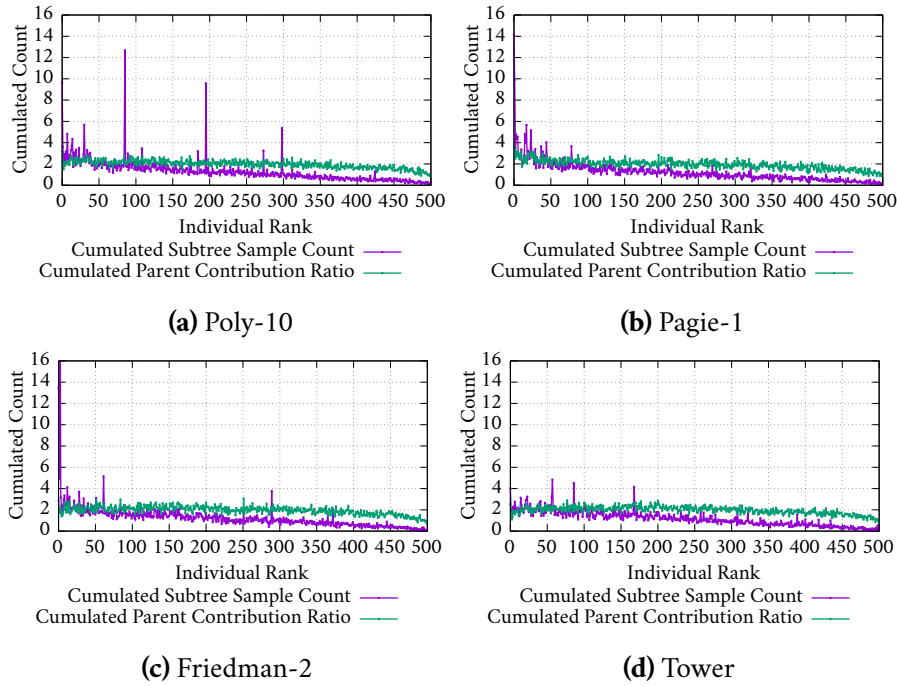 16
14
12
10
8
6
4
2
0
Cumulated Count
0 50 100 150 200 250 300 350 400 450 500
Individual Rank
Cumulated Subtree Sample Count
Cumulated Parent Contribution Ratio
(a) Poly-10
16
14
12
10
8
6
4
2
0
Cumulated Count
0 50 100 150 200 250 300 350 400 450 500
Individual Rank
Cumulated Subtree Sample Count
Cumulated Parent Contribution Ratio
(b) Pagie-1
16
14
12
10
8
6
4
2
0
Cumulated Count
0 50 100 150 200 250 300 350 400 450 500
Individual Rank
Cumulated Subtree Sample Count
Cumulated Parent Contribution Ratio
(c) Friedman-2
16
14
12
10
8
6
4
2
0
Cumulated Count
0 50 100 150 200 250 300 350 400 450 500
Individual Rank
Cumulated Subtree Sample Count
Cumulated Parent Contribution Ratio
(d) Tower